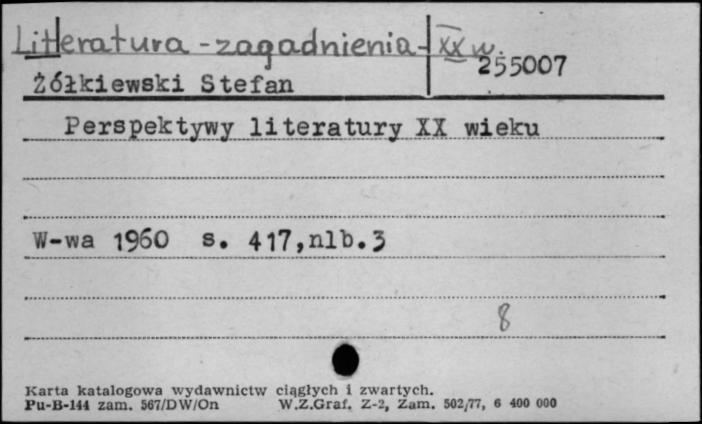 Literatura - zagadnienia - XX w.
255007
Żółkiewski Stefan
Perspektywy literatury XX wieku
W-wa 1960 s. 417,nlb.3
8
Karta katalogowa wydawnictw ciągłych i zwartych.
Pu-B-144 zam. 567/DW/On W.Z.Graf. Z-2, Zam. 502/77, 6 400 000